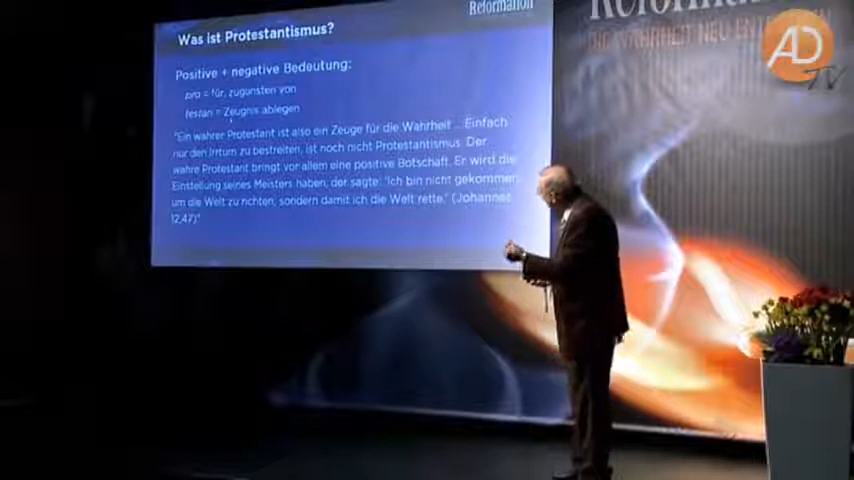 Reformation
Was ist Protestantismus?
Positive + negative Bedeutung:
pro = für, zugunsten von
testari = Zeugnis ablegen
"Ein wahrer Protestant ist also ein Zeuge für die Wahrheit ... Einfach
nur den Irrtum zu bestreiten, ist noch nicht Protestantismus. Der
wahre Protestant bringt vor allem eine positive Botschaft. Er wird die
Einstellung seines Meisters haben, der sagte: 'Ich bin nicht gekommen,
um die Welt zu richten, sondern damit ich die Welt rette.' (Johannes
12,47)"
DIE WAHRHEIT NEU
AD
TV